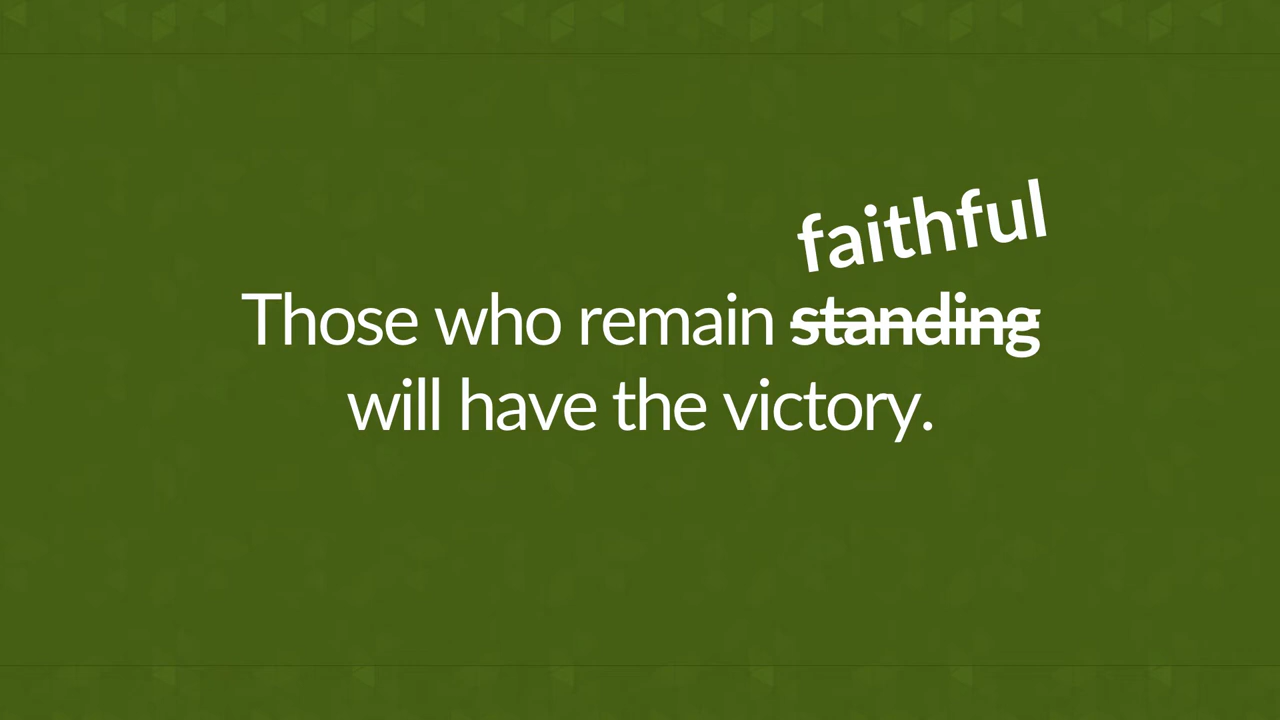 faithful
Those who remain standing
will have the victory.